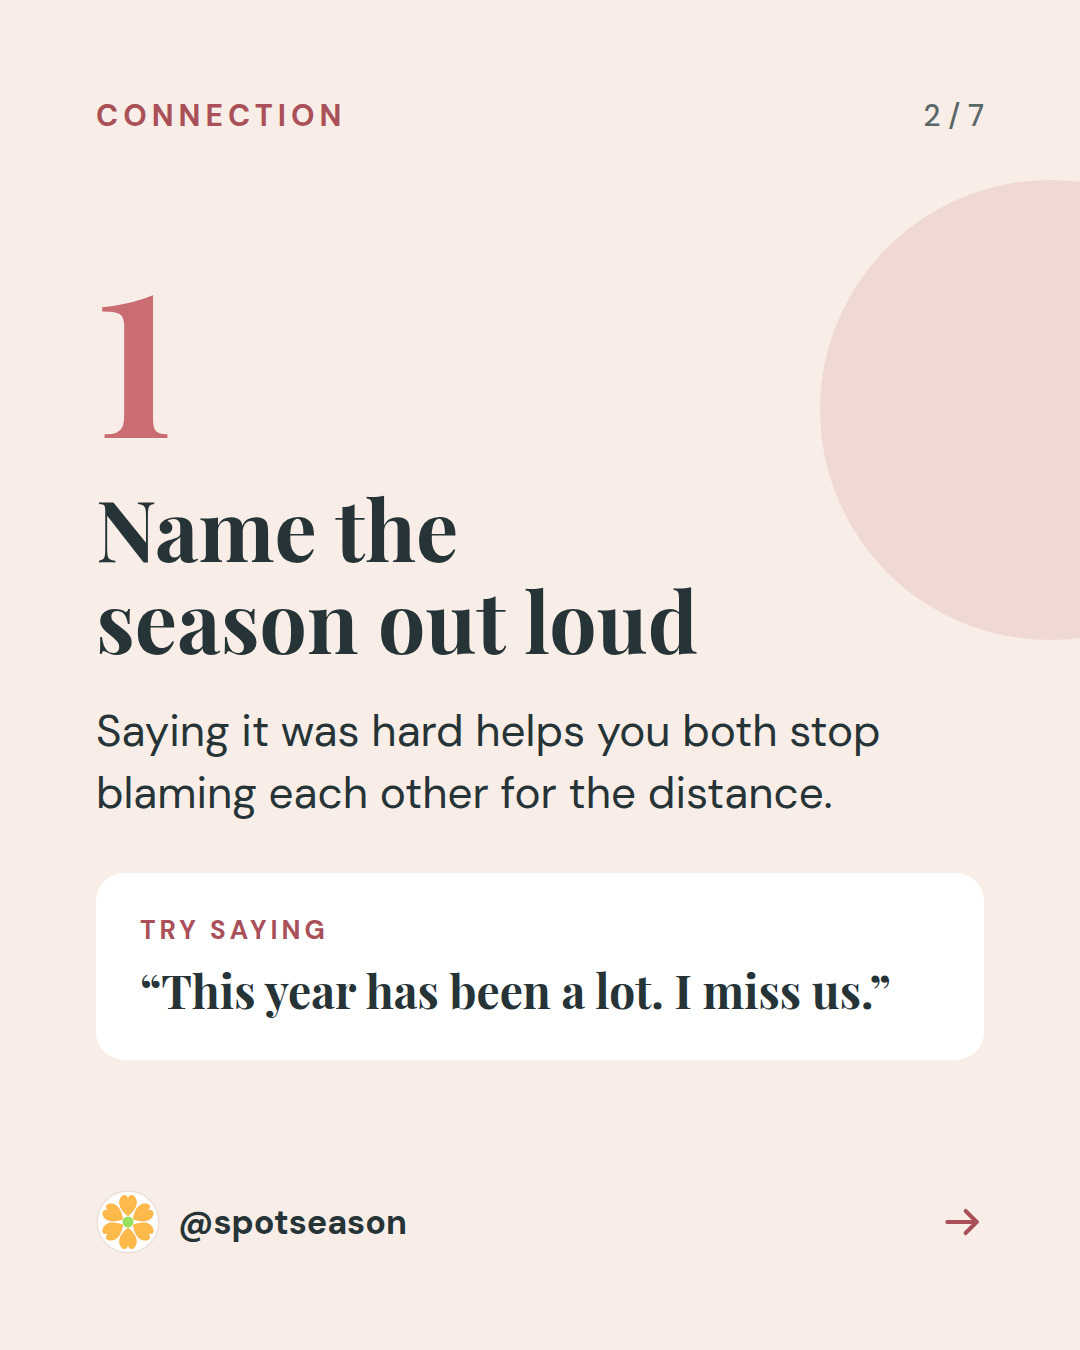 CONNECTION
2 / 7
1
Name the
season out loud
Saying it was hard helps you both stop
blaming each other for the distance.
TRY SAYING
“This year has been a lot. I miss us.”
@spotseason